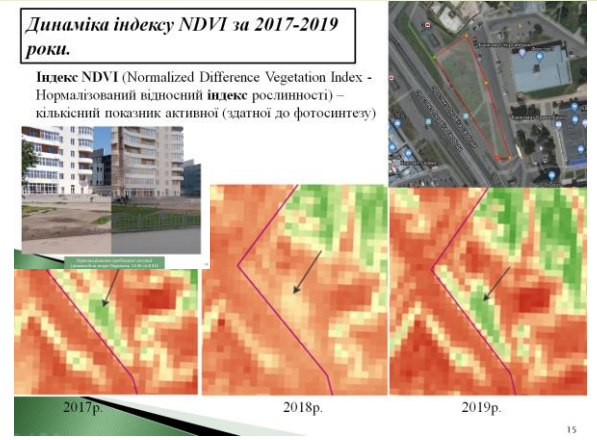 Динаміка індексу NDVI за 2017-2019
роки.
Індекс NDVI (Normalized Difference Vegetation Index -
Нормалізований відносний індекс рослинності) –
кількісний показник активної (здатної до фотосинтезу)
2017р.
2018р.
2019р.
15